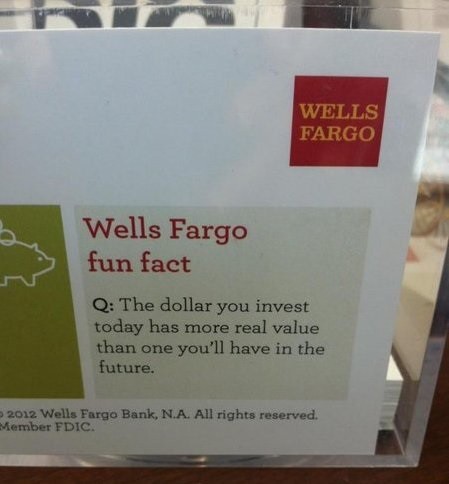 WELLS
FARGO
Wells Fargo
fun fact
Q: The dollar you invest
today has more real value
than one you'll have in the
future.
2012 Wells Fargo Bank, N.A. All rights reserved.
Member FDIC.